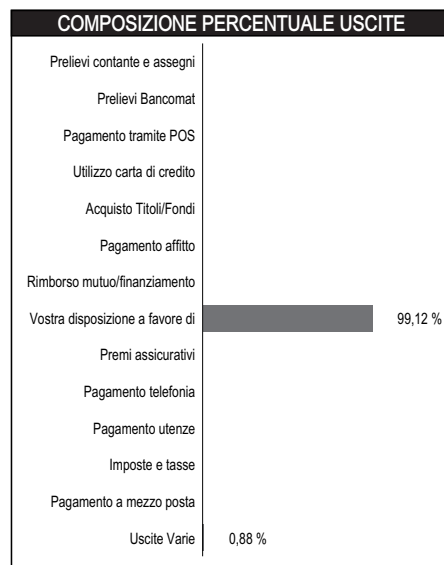 COMPOSIZIONE PERCENTUALE USCITE
Prelievi contante e assegni
Prelievi Bancomat
Pagamento tramite POS
Utilizzo carta di credito
Acquisto Titoli/Fondi
Pagamento affitto
Rimborso mutuo/finanziamento
Vostra disposizione a favore di 99,12 %
Premi assicurativi
Pagamento telefonia
Pagamento utenze
Imposte e tasse
Pagamento a mezzo posta
Uscite Varie 0,88 %